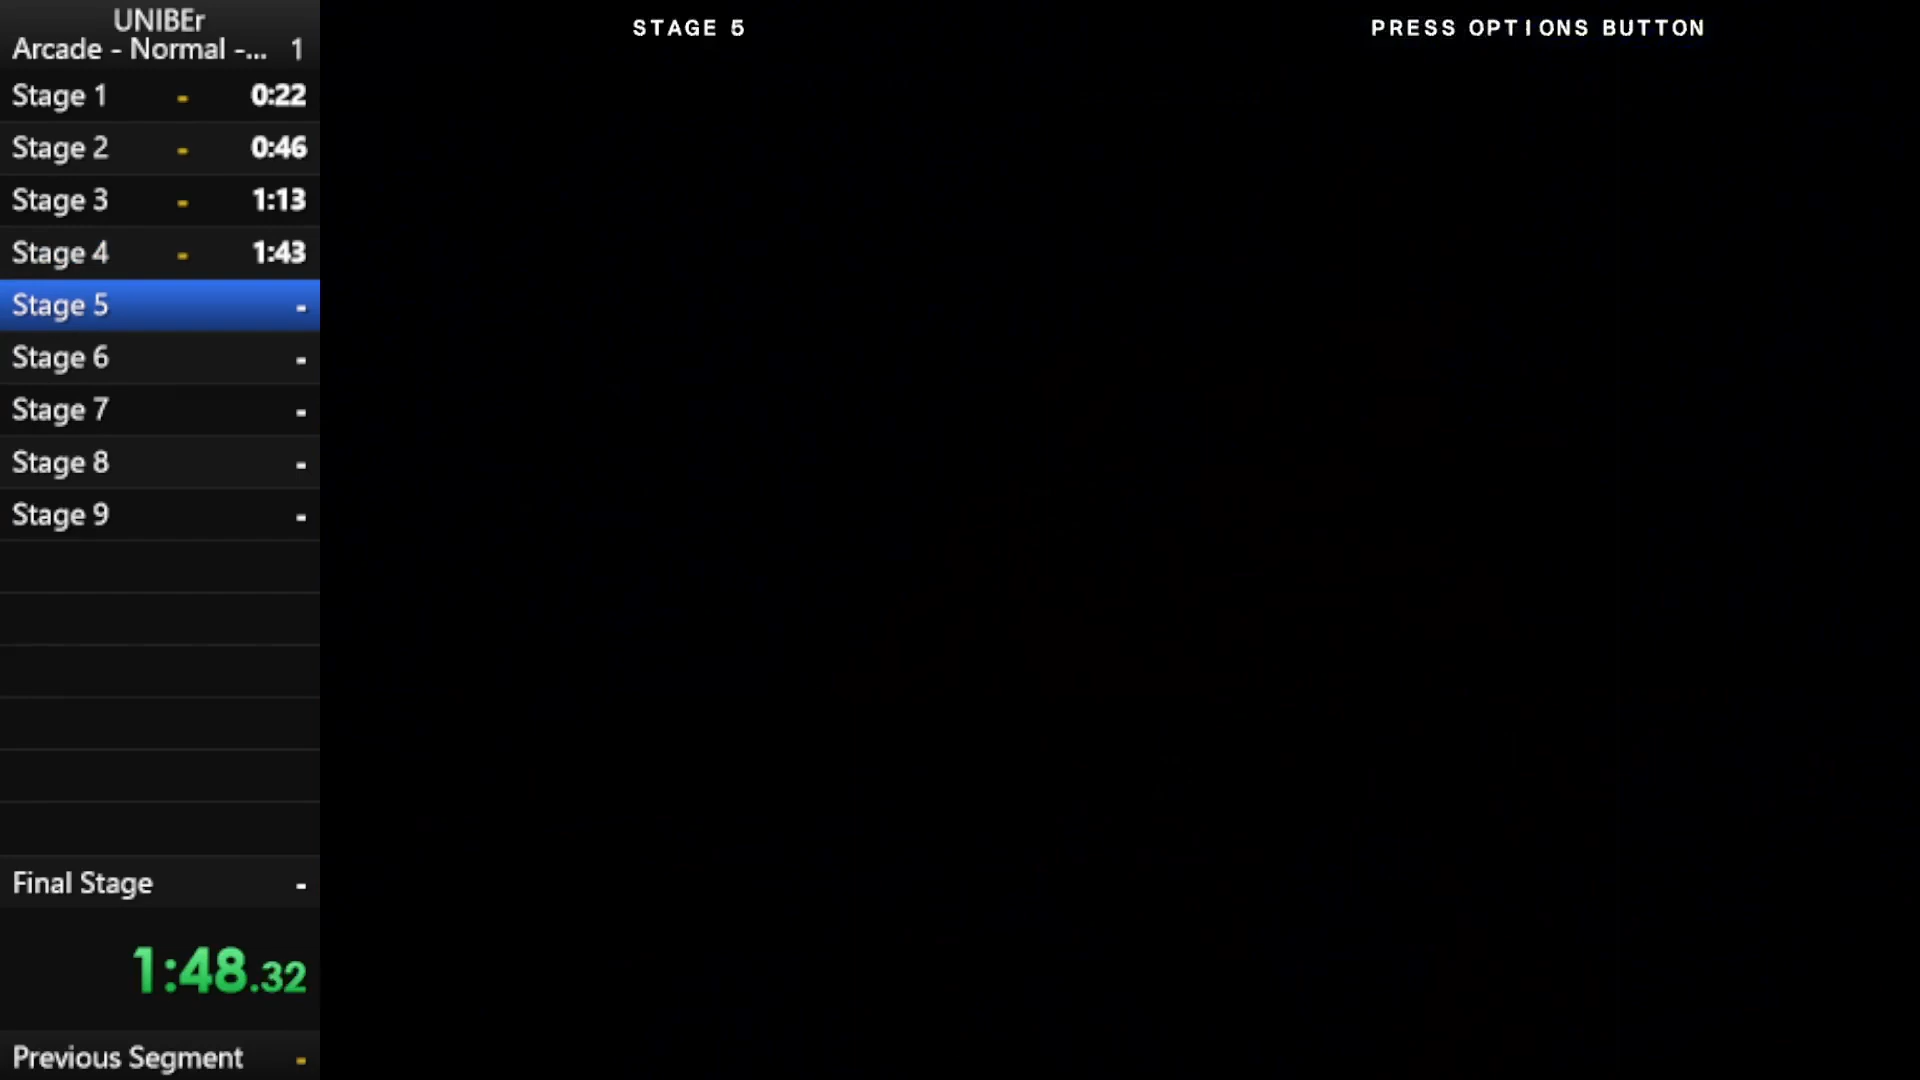 UNIBEr
Arcade - Normal -... 1
Stage 1 - 0:22
Stage 2 - 0:46
Stage 3 - 1:13
Stage 4 - 1:43
Stage 5 -
Stage 6 -
Stage 7 -
Stage 8 -
Stage 9 -
Final Stage -
1:48.32
Previous Segment -
STAGE 5
PRESS OPTIONS BUTTON